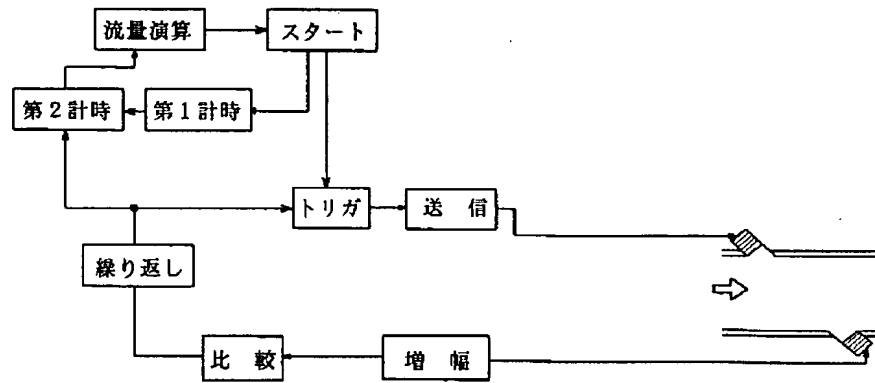 流量演算
スタート
第2計時
第1計時
トリガ
送信
繰り返し
比較
増幅